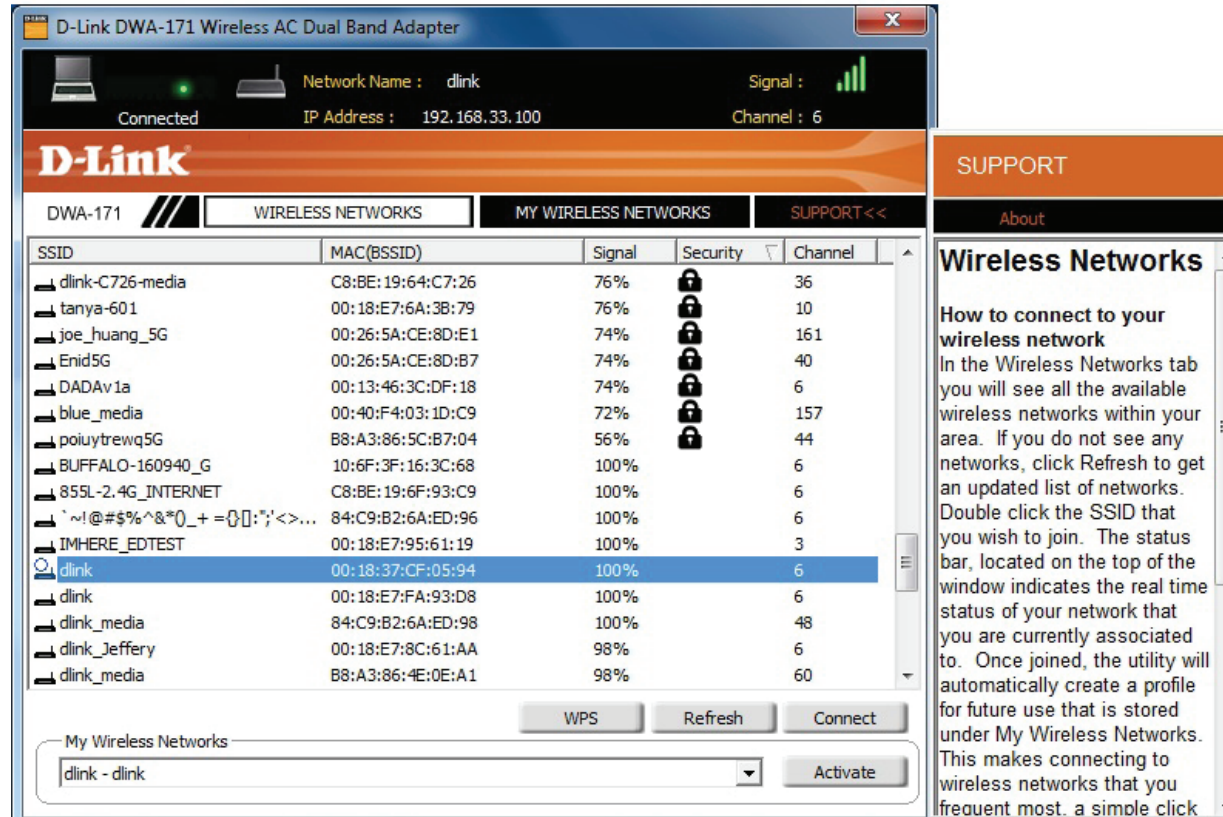 D-Link DWA-171 Wireless AC Dual Band Adapter
Network Name : dlink Signal :
Connected IP Address : 192.168.33.100 Channel : 6
D-Link
DWA-171 WIRELESS NETWORKS MY WIRELESS NETWORKS SUPPORT<<
SSID MAC(BSSID) Signal Security Channel
dlink-C726-media C8:BE:19:64:C7:26 76% 36
tanya-601 00:18:E7:6A:3B:79 76% 10
joe_huang_5G 00:26:5A:CE:8D:E1 74% 161
Enid5G 00:26:5A:CE:8D:B7 74% 40
DADAv1a 00:13:46:3C:DF:18 74% 6
blue_media 00:40:F4:03:1D:C9 72% 157
poiuytrewq5G B8:A3:86:5C:B7:04 56% 44
BUFFALO-160940_G 10:6F:3F:16:3C:68 100% 6
855L-2.4G_INTERNET C8:BE:19:6F:93:C9 100% 6
`~!@#$%^&*()_+ ={}[]:";'<>... 84:C9:B2:6A:ED:96 100% 6
IMHERE_EDTEST 00:18:E7:95:61:19 100% 3
dlink 00:18:37:CF:05:94 100% 6
dlink 00:18:E7:FA:93:D8 100% 6
dlink_media 84:C9:B2:6A:ED:98 100% 48
dlink_Jeffery 00:18:E7:8C:61:AA 98% 6
dlink_media B8:A3:86:4E:0E:A1 98% 60
WPS Refresh Connect
My Wireless Networks
dlink - dlink Activate
SUPPORT
About
Wireless Networks
How to connect to your
wireless network
In the Wireless Networks tab
you will see all the available
wireless networks within your
area. If you do not see any
networks, click Refresh to get
an updated list of networks.
Double click the SSID that
you wish to join. The status
bar, located on the top of the
window indicates the real time
status of your network that
you are currently associated
to. Once joined, the utility will
automatically create a profile
for future use that is stored
under My Wireless Networks.
This makes connecting to
wireless networks that you
frequent most, a simple click